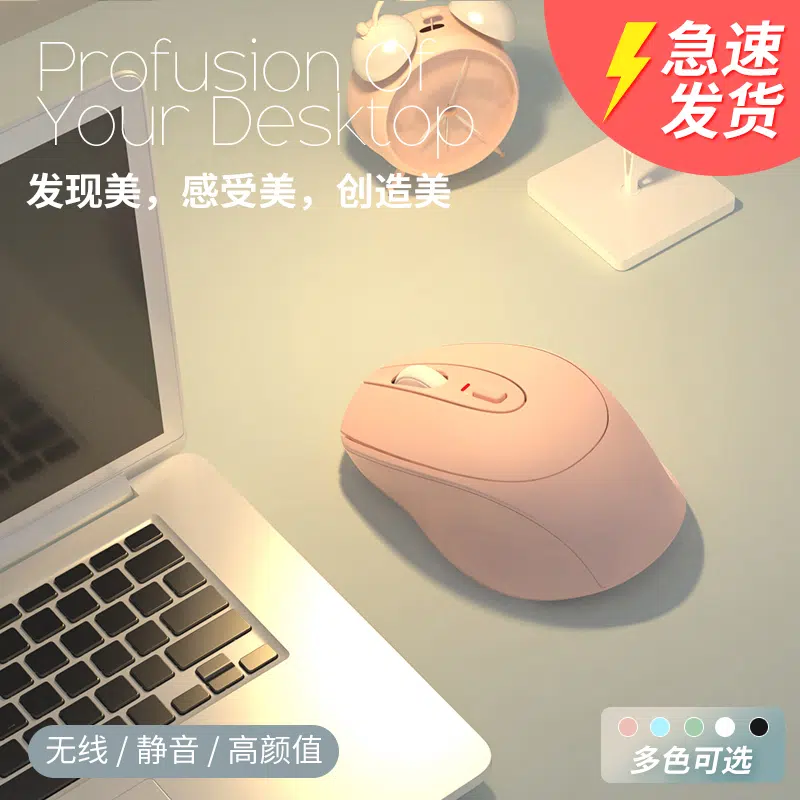 Profusion Of
Your Desktop
发现美，感受美，创造美
急速
发货
无线 / 静音 / 高颜值
多色可选